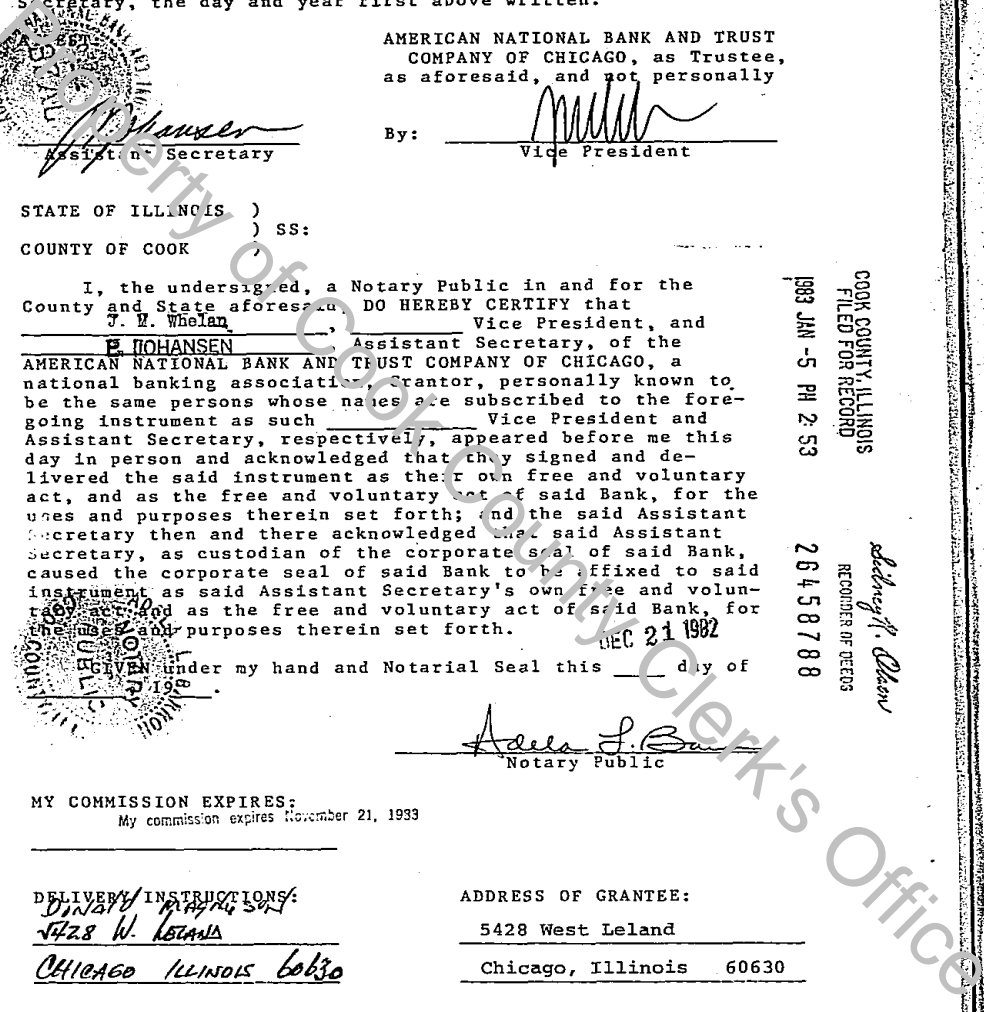 Secretary, the day and year first above written.
AMERICAN NATIONAL BANK AND TRUST
COMPANY OF CHICAGO, as Trustee,
as aforesaid, and not personally
By:
Assistant Secretary
Vice President
STATE OF ILLINOIS )
) SS:
COUNTY OF COOK )
I, the undersigned, a Notary Public in and for the
County and State aforesaid, DO HEREBY CERTIFY that
J. M. Whelan, Vice President, and
P. JOHANSEN, Assistant Secretary, of the
AMERICAN NATIONAL BANK AND TRUST COMPANY OF CHICAGO, a
national banking association, Grantor, personally known to
be the same persons whose names are subscribed to the fore-
going instrument as such ________ Vice President and
Assistant Secretary, respectively, appeared before me this
day in person and acknowledged that they signed and de-
livered the said instrument as their own free and voluntary
act, and as the free and voluntary act of said Bank, for the
uses and purposes therein set forth; and the said Assistant
Secretary then and there acknowledged that said Assistant
Secretary, as custodian of the corporate seal of said Bank,
caused the corporate seal of said Bank to be affixed to said
instrument as said Assistant Secretary's own free and volun-
tary act and as the free and voluntary act of said Bank, for
the uses and purposes therein set forth.
DEC 21 1982
GIVEN under my hand and Notarial Seal this ____ day of
________ 19__.
Notary Public
MY COMMISSION EXPIRES:
My commission expires November 21, 1983
DELIVERY INSTRUCTIONS:
5428 W. LELAND
CHICAGO ILLINOIS 60630
ADDRESS OF GRANTEE:
5428 West Leland
Chicago, Illinois 60630
COOK COUNTY, ILLINOIS
FILED FOR RECORD
1983 JAN -5 PM 2:53
Sidney R. Olson
RECORDER OF DEEDS
26458788
Property of Cook County Clerk's Office